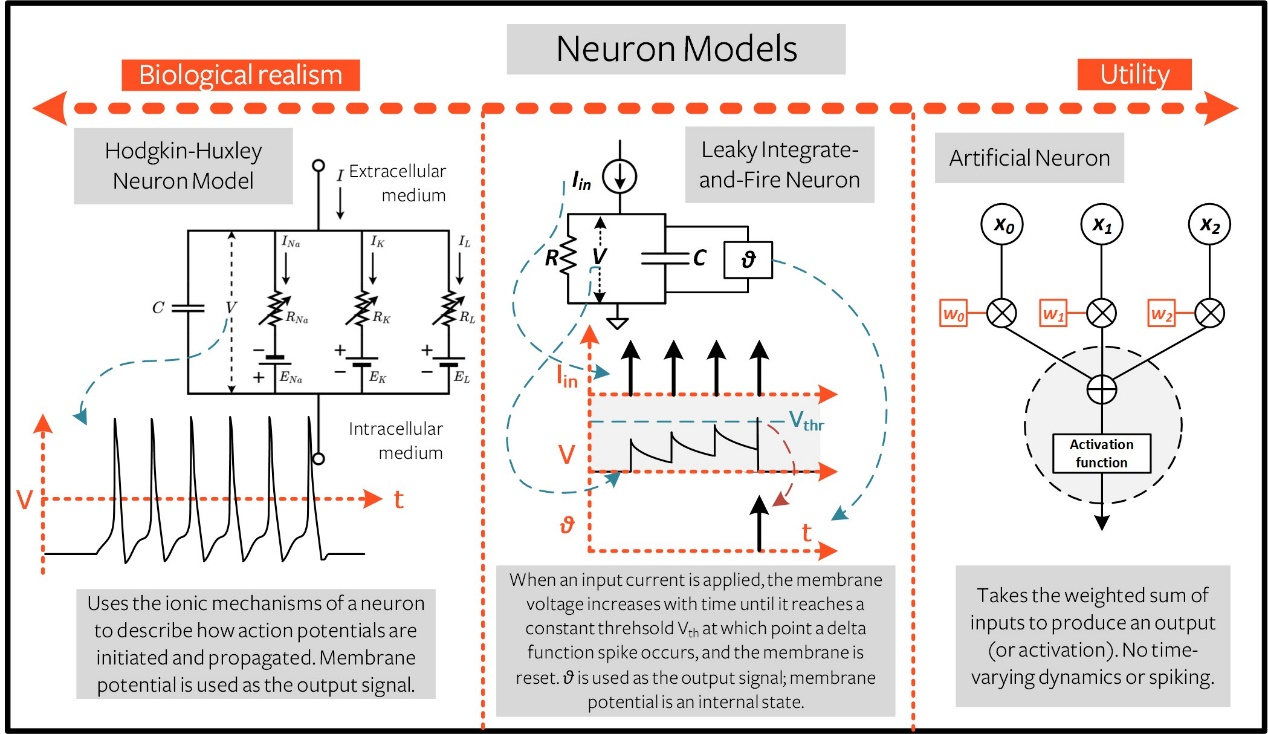 Neuron Models
Biological realism
Utility
Hodgkin-Huxley
Neuron Model
I
Extracellular
medium
I_Na
I_K
I_L
C
V
R_Na
R_K
R_L
−
+
E_Na
+
−
E_K
+
−
E_L
Intracellular
medium
V
t
Uses the ionic mechanisms of a neuron
to describe how action potentials are
initiated and propagated. Membrane
potential is used as the output signal.
Leaky Integrate-
and-Fire Neuron
I_in
R
V
C
ϑ
I_in
V_thr
V
ϑ
t
When an input current is applied, the membrane
voltage increases with time until it reaches a
constant threhsold V_th at which point a delta
function spike occurs, and the membrane is
reset. ϑ is used as the output signal; membrane
potential is an internal state.
Artificial Neuron
x_0
x_1
x_2
w_0
w_1
w_2
Activation
function
Takes the weighted sum of
inputs to produce an output
(or activation). No time-
varying dynamics or spiking.